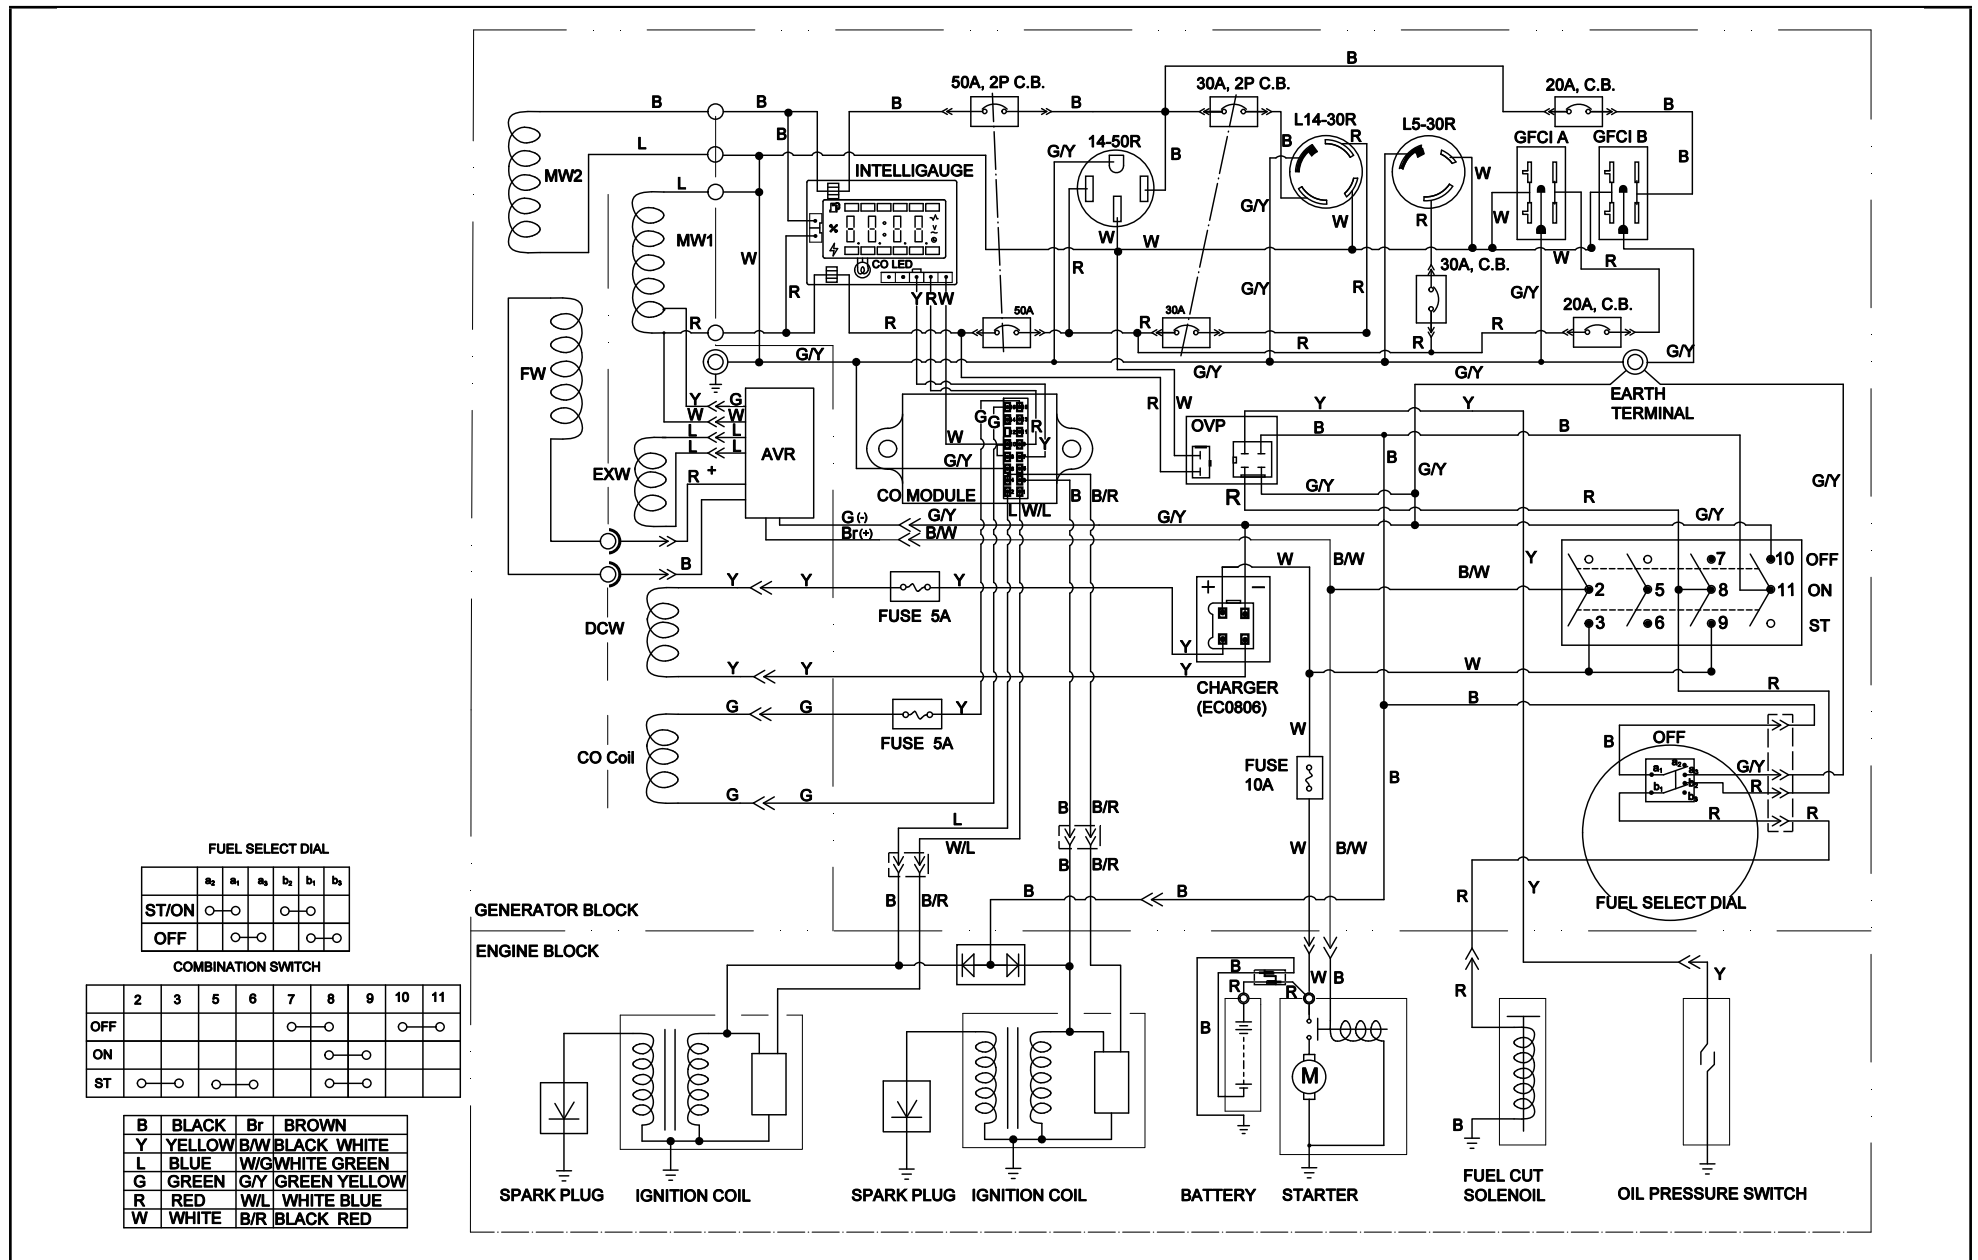 B
50A, 2P C.B.
30A, 2P C.B.
20A, C.B.
B B B B B
L14-30R R L5-30R
GFCI A GFCI B
B
14-50R B
L G/Y B B
INTELLIGAUGE
MW2 W
L G/Y
W W
MW1 W W R
W CO LED R 30A, C.B. W R
R Y R W G/Y R G/Y
50A 30A 20A, C.B.
R R R R R
R R
G/Y G/Y G/Y G/Y
FW
EARTH
TERMINAL
Y G R W Y Y
W W G G R OVP B B
L L W Y B
L L AVR G/Y G/Y
EXW R + G/Y
CO MODULE B B/R R R G/Y
L W/L
G (-) G/Y G/Y G/Y
Br(+) B/W
W B/W Y
7 10 OFF
B
Y Y Y + - B/W
2 5 8 11 ON
FUSE 5A
DCW 3 6 9 ST
Y
Y Y Y W
CHARGER
(EC0806)
R
B
G G Y
W
FUSE 5A
B OFF
CO Coil
FUSE
10A
B
a₁ a₂ a₃ G/Y
b₁ b₂ b₃ R
G G
B B/R R R
L
W/L W B/W
B B/R
FUEL SELECT DIAL
a₂ a₁ a₃ b₂ b₁ b₃
ST/ON
OFF
B B/R B B R Y
FUEL SELECT DIAL
GENERATOR BLOCK
ENGINE BLOCK
COMBINATION SWITCH
2 3 5 6 7 8 9 10 11
OFF
ON
ST
B W B Y
R R R
B
M
B
B BLACK Br BROWN
Y YELLOW B/W BLACK WHITE
L BLUE W/G WHITE GREEN
G GREEN G/Y GREEN YELLOW
R RED W/L WHITE BLUE
W WHITE B/R BLACK RED
SPARK PLUG IGNITION COIL SPARK PLUG IGNITION COIL BATTERY STARTER
FUEL CUT
SOLENOIL
OIL PRESSURE SWITCH